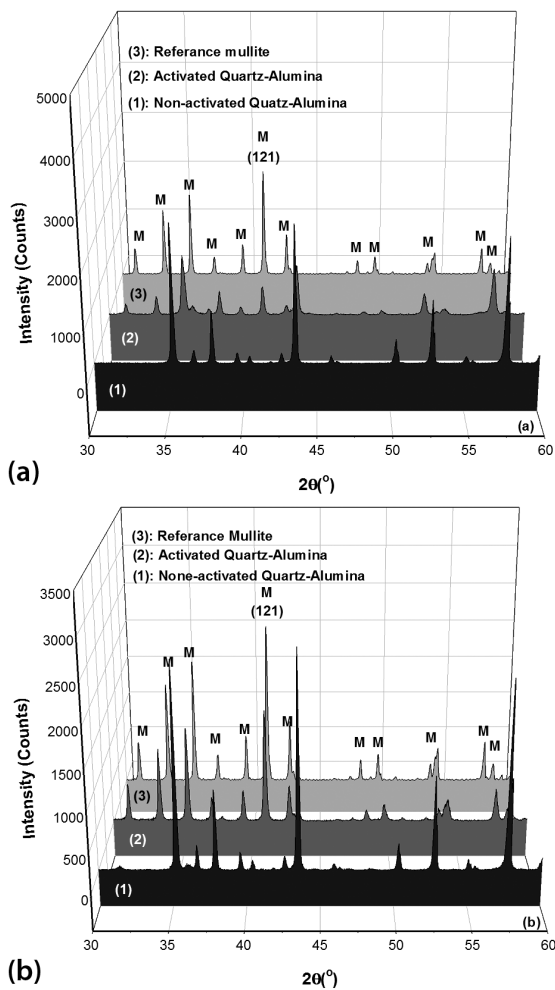 (3): Referance mullite
(2): Activated Quartz-Alumina
(1): Non-activated Quatz-Alumina
5000
4000
3000
2000
1000
0
Intensity (Counts)
M
(121)
M M M M M M M M M M
(3)
(2)
(1)
(a)
30 35 40 45 50 55 60
2θ(°)
(a)
(3): Referance Mullite
(2): Activated Quartz-Alumina
(1): None-activated Quartz-Alumina
3500
3000
2500
2000
1500
1000
500
0
Intensity (Counts)
M
(121)
M M M M M M M M M M M
(3)
(2)
(1)
(b)
30 35 40 45 50 55 60
2θ(°)
(b)